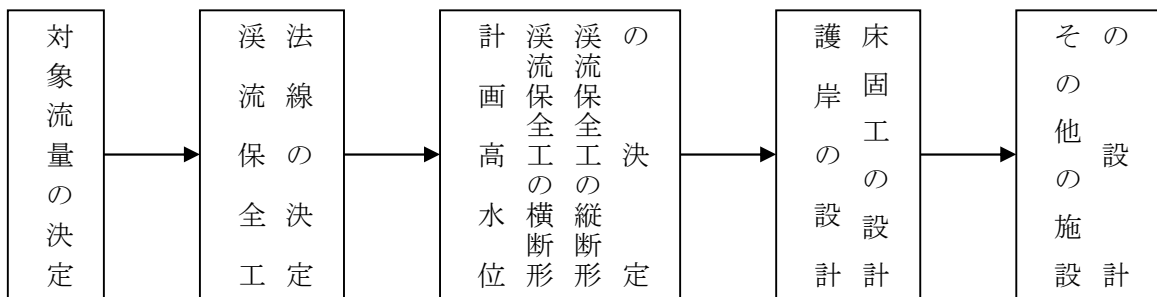 対象流量の決定
渓流保全工
法線の決定
計画高水位
渓流保全工の横断形
渓流保全工の縦断形
の決定
護岸の設計
床固工の設計
その他の施設
の設計